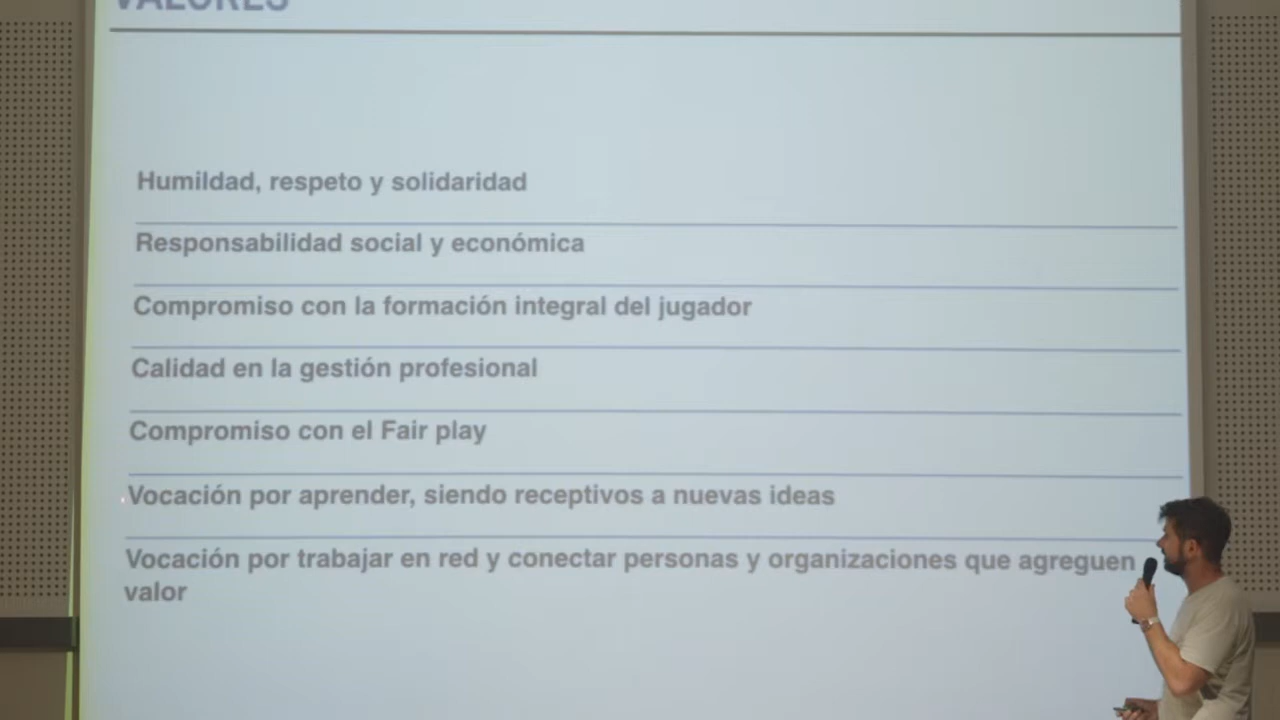 VALORES
Humildad, respeto y solidaridad
Responsabilidad social y económica
Compromiso con la formación integral del jugador
Calidad en la gestión profesional
Compromiso con el Fair play
Vocación por aprender, siendo receptivos a nuevas ideas
Vocación por trabajar en red y conectar personas y organizaciones que agreguen
valor